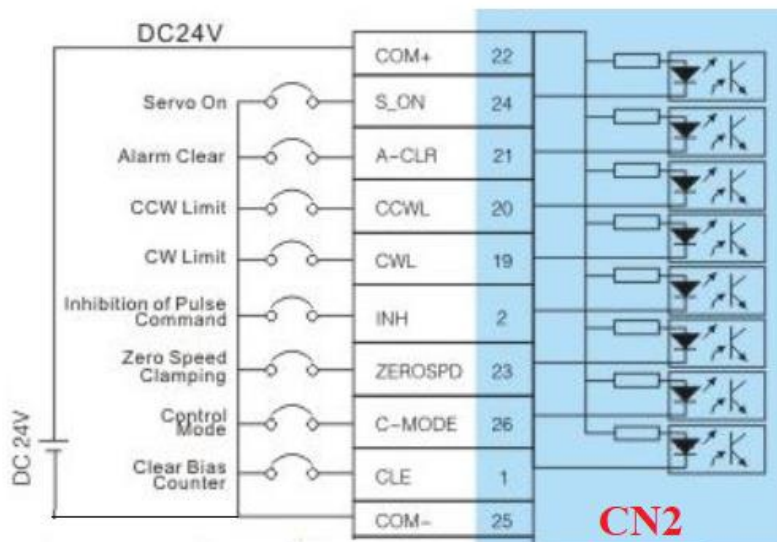 DC24V
COM+ 22
Servo On S_ON 24
Alarm Clear A-CLR 21
CCW Limit CCWL 20
CW Limit CWL 19
Inhibition of Pulse
Command INH 2
Zero Speed
Clamping ZEROSPD 23
Control
Mode C-MODE 26
Clear Bias
Counter CLE 1
COM- 25
DC 24V
CN2